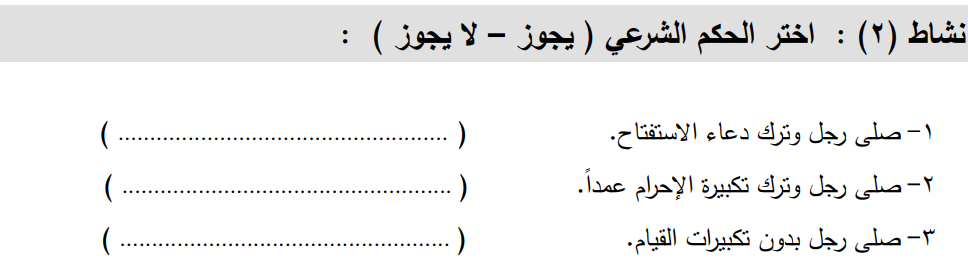 نشاط (٢) : اختر الحكم الشرعي ( يجوز – لا يجوز ) :
١- صلى رجل وترك دعاء الاستفتاح. ( .................................................. )
٢- صلى رجل وترك تكبيرة الإحرام عمداً. ( .................................................. )
٣- صلى رجل بدون تكبيرات القيام. ( .................................................. )